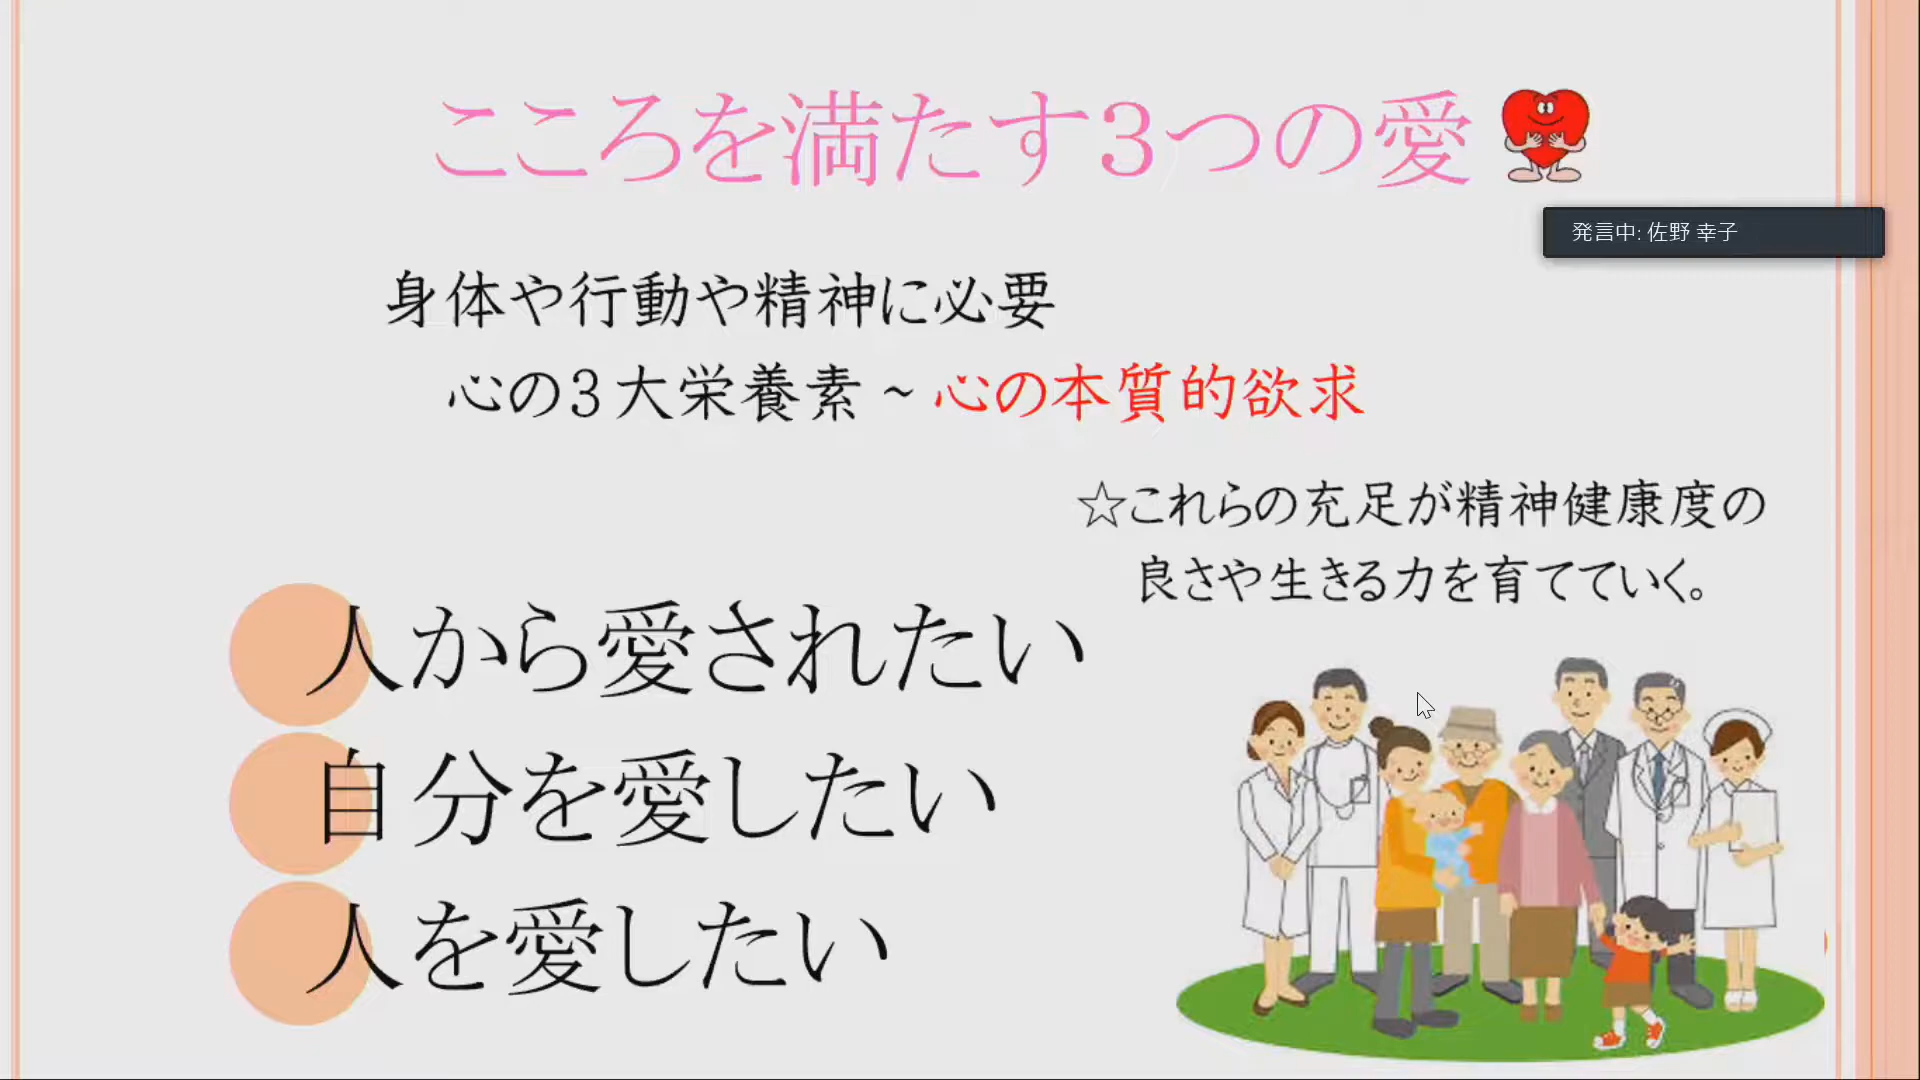 こころを満たす３つの愛
発言中: 佐野 幸子
身体や行動や精神に必要
心の３大栄養素～心の本質的欲求
☆これらの充足が精神健康度の
良さや生きる力を育てていく。
人から愛されたい
自分を愛したい
人を愛したい